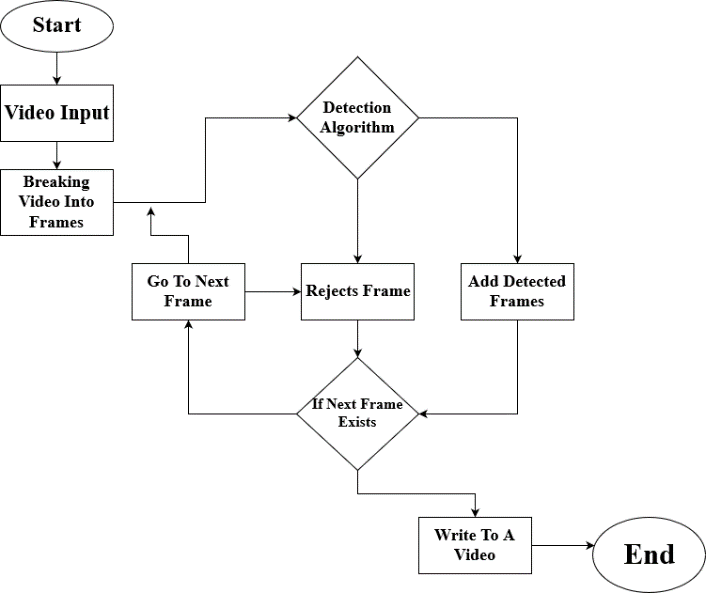 Start
Video Input
Breaking
Video Into
Frames
Detection
Algorithm
Go To Next
Frame
Rejects Frame
Add Detected
Frames
If Next Frame
Exists
Write To A
Video
End